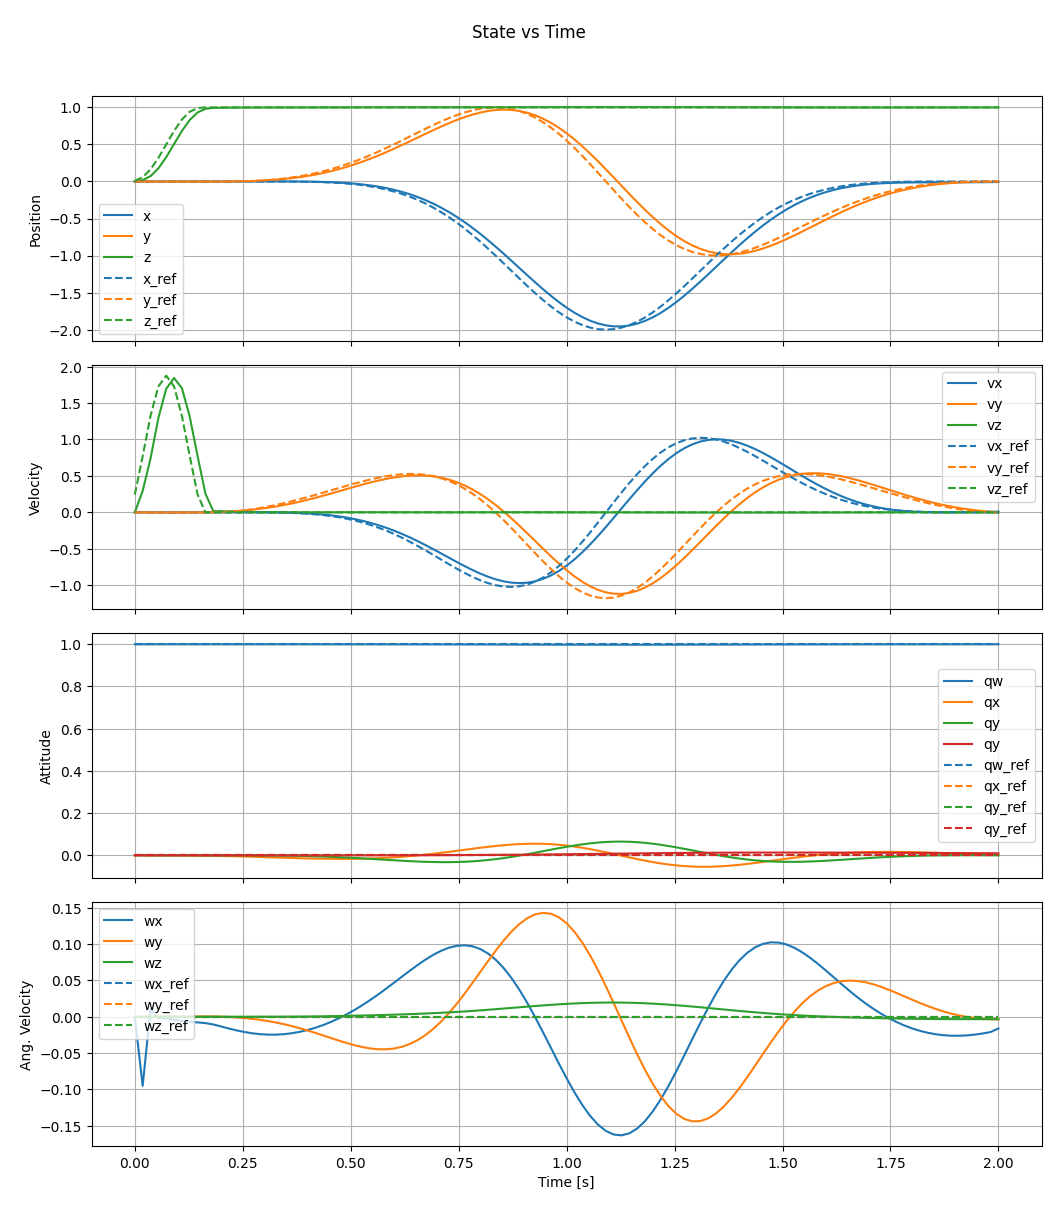 State vs Time
1.0
0.5
0.0
−0.5
−1.0
−1.5
−2.0
Position
x
y
z
x_ref
y_ref
z_ref
2.0
1.5
1.0
0.5
0.0
−0.5
−1.0
Velocity
vx
vy
vz
vx_ref
vy_ref
vz_ref
1.0
0.8
0.6
0.4
0.2
0.0
Attitude
qw
qx
qy
qy
qw_ref
qx_ref
qy_ref
qy_ref
0.15
0.10
0.05
0.00
−0.05
−0.10
−0.15
Ang. Velocity
wx
wy
wz
wx_ref
wy_ref
wz_ref
0.00 0.25 0.50 0.75 1.00 1.25 1.50 1.75 2.00
Time [s]